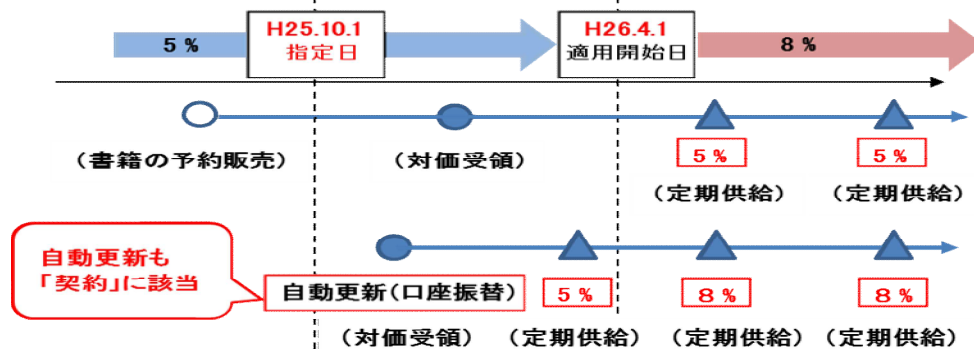 5%
H25.10.1
指定日
H26.4.1
適用開始日
8%
(書籍の予約販売)
(対価受領)
5%
5%
(定期供給)
(定期供給)
自動更新も
「契約」に該当
自動更新(口座振替)
5%
8%
8%
(対価受領)
(定期供給)
(定期供給)
(定期供給)